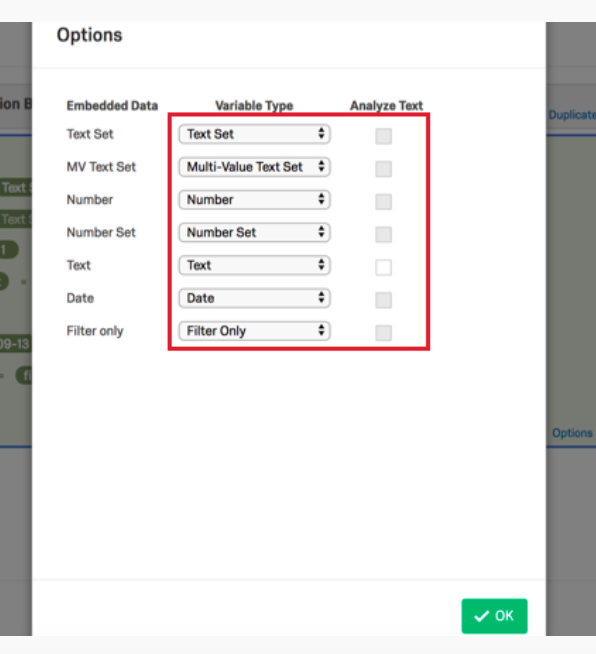 Options
ion B
Embedded Data Variable Type Analyze Text
Duplicate
Text Set Text Set
MV Text Set Multi-Value Text Set
Text
Number Number
Text
Number Set Number Set
1
Text Text
=
Date Date
Filter only Filter Only
09-13
= fi
Options
OK